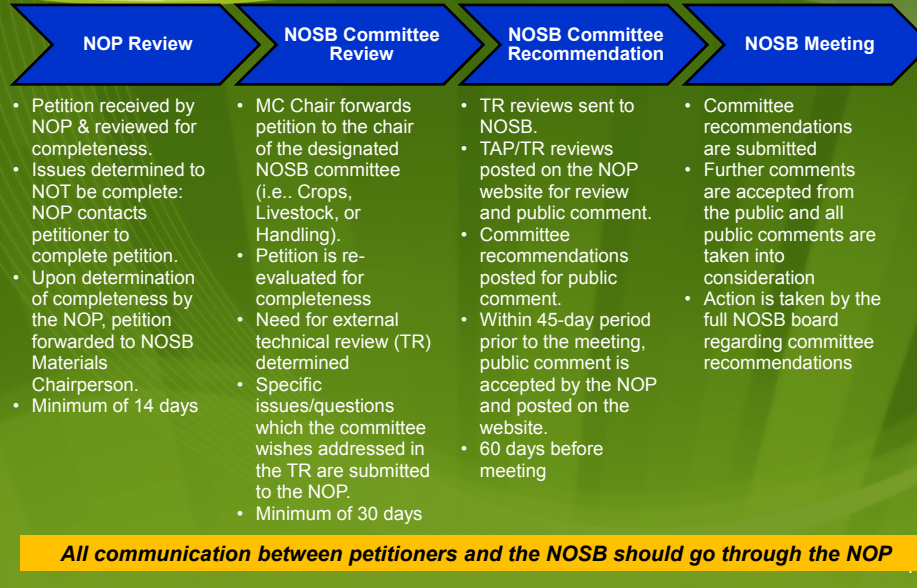 NOP Review
NOSB Committee
Review
NOSB Committee
Recommendation
NOSB Meeting
• Petition received by
NOP & reviewed for
completeness.
• Issues determined to
NOT be complete:
NOP contacts
petitioner to
complete petition.
• Upon determination
of completeness by
the NOP, petition
forwarded to NOSB
Materials
Chairperson.
• Minimum of 14 days
• MC Chair forwards
petition to the chair
of the designated
NOSB committee
(i.e.. Crops,
Livestock, or
Handling).
• Petition is re-
evaluated for
completeness
• Need for external
technical review (TR)
determined
• Specific
issues/questions
which the committee
wishes addressed in
the TR are submitted
to the NOP.
• Minimum of 30 days
• TR reviews sent to
NOSB.
• TAP/TR reviews
posted on the NOP
website for review
and public comment.
• Committee
recommendations
posted for public
comment.
• Within 45-day period
prior to the meeting,
public comment is
accepted by the NOP
and posted on the
website.
• 60 days before
meeting
• Committee
recommendations
are submitted
• Further comments
are accepted from
the public and all
public comments are
taken into
consideration
• Action is taken by the
full NOSB board
regarding committee
recommendations
All communication between petitioners and the NOSB should go through the NOP